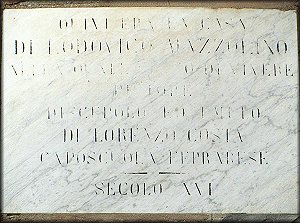 QUIVI ERA LA CASA
DI LODOVICO MAZZOLINO
NELLA QUALE
PITTORE
DISCEPOLO ED EMULO
DI LORENZO COSTA
CAPOSCUOLA FERRARESE
SECOLO XVI